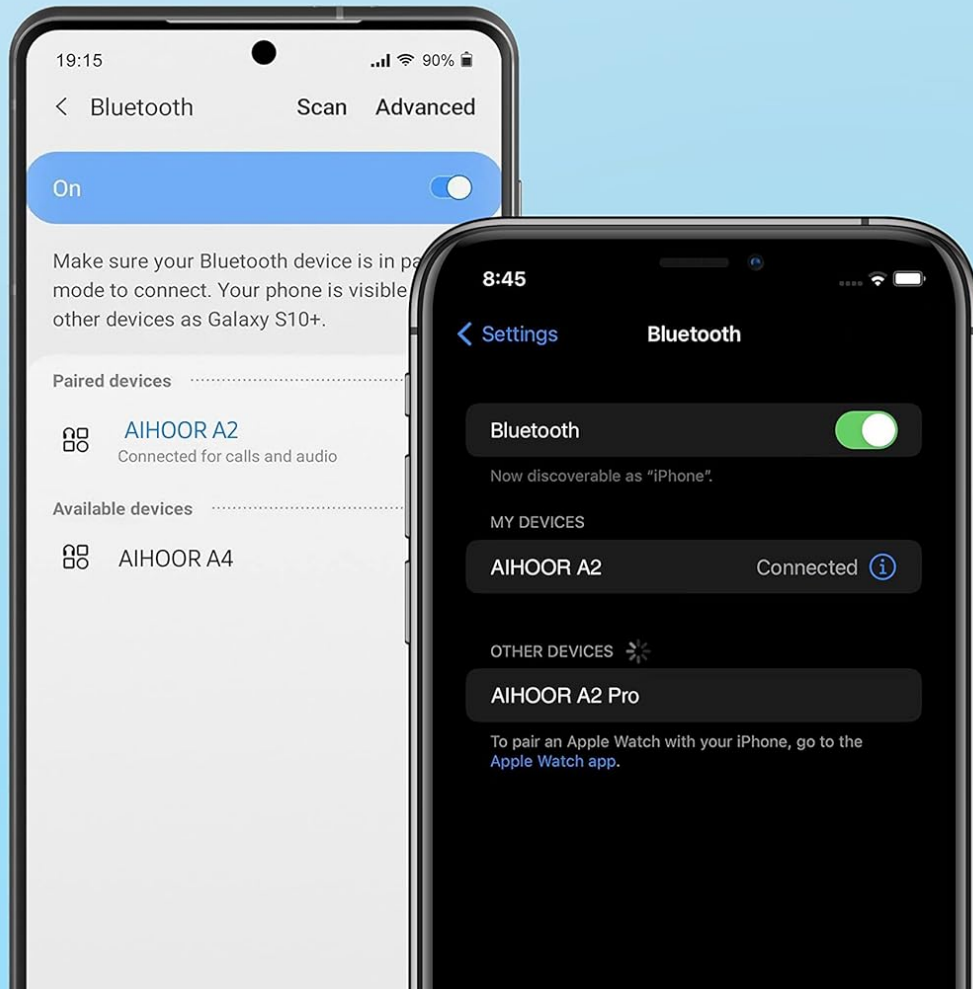 19:15
90%
Bluetooth Scan Advanced
On
Make sure your Bluetooth device is in
mode to connect. Your phone is visible
other devices as Galaxy S10+.
Paired devices
AIHOOR A2
Connected for calls and audio
Available devices
AIHOOR A4
8:45
Settings Bluetooth
Bluetooth
Now discoverable as “iPhone”.
MY DEVICES
AIHOOR A2 Connected
OTHER DEVICES
AIHOOR A2 Pro
To pair an Apple Watch with your iPhone, go to the
Apple Watch app.